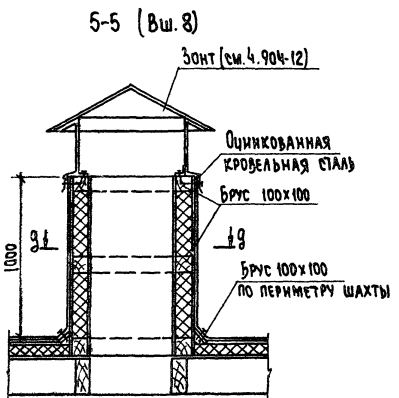 5-5 (Вш. 8)
Зонт (см. 4.904-12)
Оцинкованная
кровельная сталь
Брус 100х100
1000
g
g
Брус 100х100
по периметру шахты